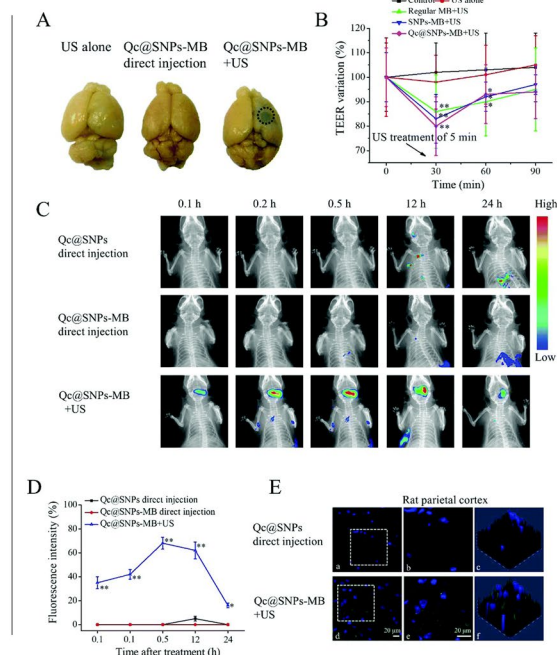 A
US alone
Qc@SNPs-MB
direct injection
Qc@SNPs-MB
+US
B
Control
US alone
Regular MB+US
SNPs-MB+US
Qc@SNPs-MB+US
TEER variation (%)
120
110
100
90
80
70
60
**
**
**
*
*
US treatment of 5 min
0
30
60
90
Time (min)
C
0.1 h
0.2 h
0.5 h
12 h
24 h
High
Low
Qc@SNPs
direct injection
Qc@SNPs-MB
direct injection
Qc@SNPs-MB
+US
D
Qc@SNPs direct injection
Qc@SNPs-MB direct injection
Qc@SNPs-MB+US
Fluorescence intensity (%)
100
80
60
40
20
0
**
**
**
**
*
0.1
0.1
0.5
12
24
Time after treatment (h)
E
Rat parietal cortex
Qc@SNPs
direct injection
a
b
c
Qc@SNPs-MB
+US
d
20 μm
e
20 μm
f